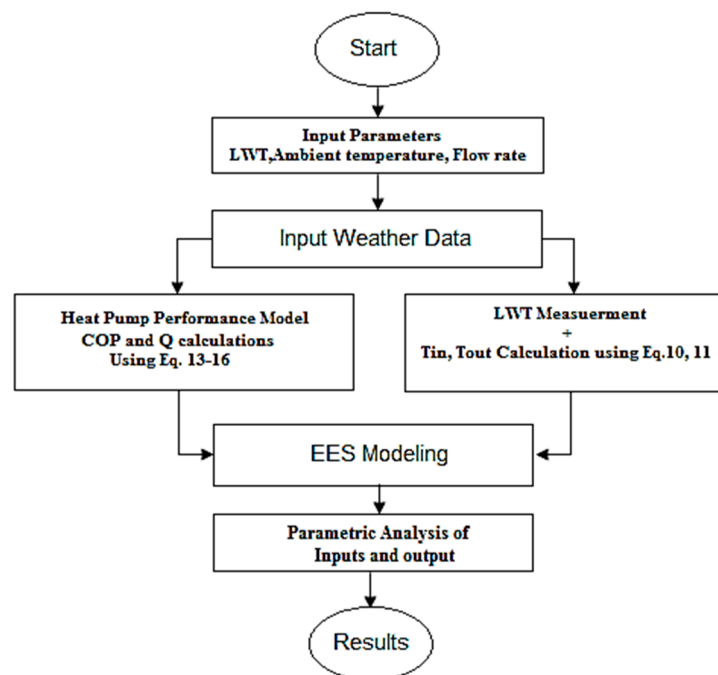 Start
Input Parameters
LWT,Ambient temperature, Flow rate
Input Weather Data
Heat Pump Performance Model
COP and Q calculations
Using Eq. 13-16
LWT Measuerment
+
Tin, Tout Calculation using Eq.10, 11
EES Modeling
Parametric Analysis of
Inputs and output
Results